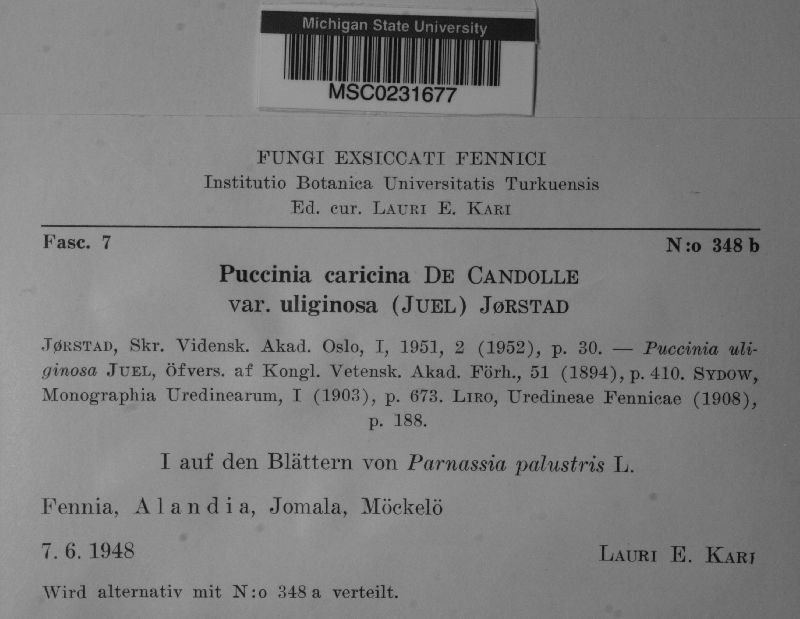 Michigan State University
MSC0231677
FUNGI EXSICCATI FENNICI
Institutio Botanica Universitatis Turkuensis
Ed. cur. LAURI E. KARI
Fasc. 7 N:o 348 b
Puccinia caricina DE CANDOLLE
var. uliginosa (JUEL) JØRSTAD
JØRSTAD, Skr. Vidensk. Akad. Oslo, I, 1951, 2 (1952), p. 30. — Puccinia uli-
ginosa JUEL, öfvers. af Kongl. Vetensk. Akad. Förh., 51 (1894), p. 410. SYDOW,
Monographia Uredinearum, I (1903), p. 673. LIRO, Uredineae Fennicae (1908),
p. 188.
I auf den Blättern von Parnassia palustris L.
Fennia, Alandia, Jomala, Möckelö
7. 6. 1948 LAURI E. KARI
Wird alternativ mit N:o 348 a verteilt.